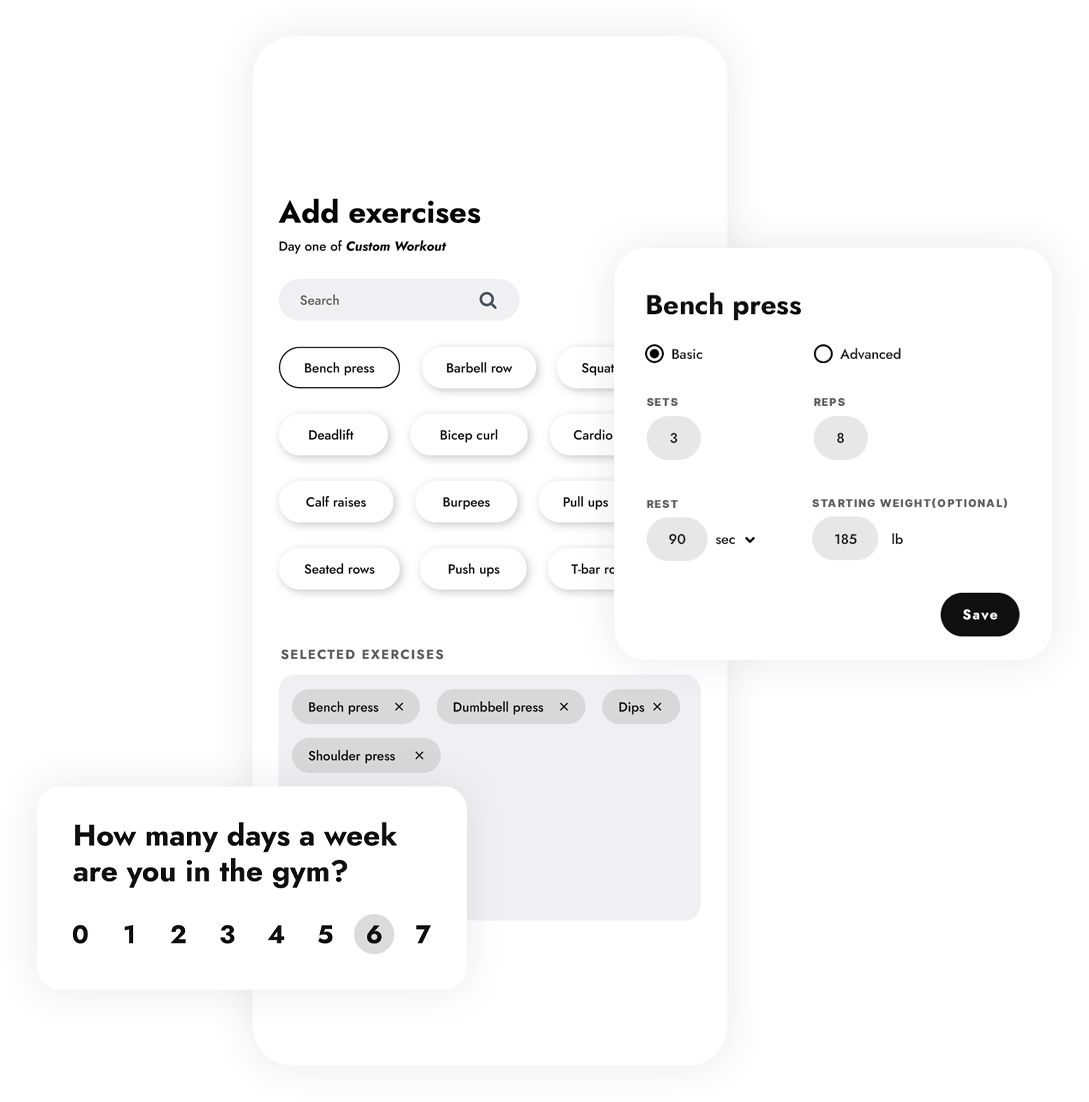 Add exercises
Day one of Custom Workout
Search
Bench press
Barbell row
Squat
Deadlift
Bicep curl
Cardio
Calf raises
Burpees
Pull ups
Seated rows
Push ups
T-bar ro
Bench press
Basic
Advanced
SETS
REPS
3
8
REST
STARTING WEIGHT(OPTIONAL)
90 sec
185 lb
Save
SELECTED EXERCISES
Bench press ×
Dumbbell press ×
Dips ×
Shoulder press ×
How many days a week
are you in the gym?
0 1 2 3 4 5 6 7